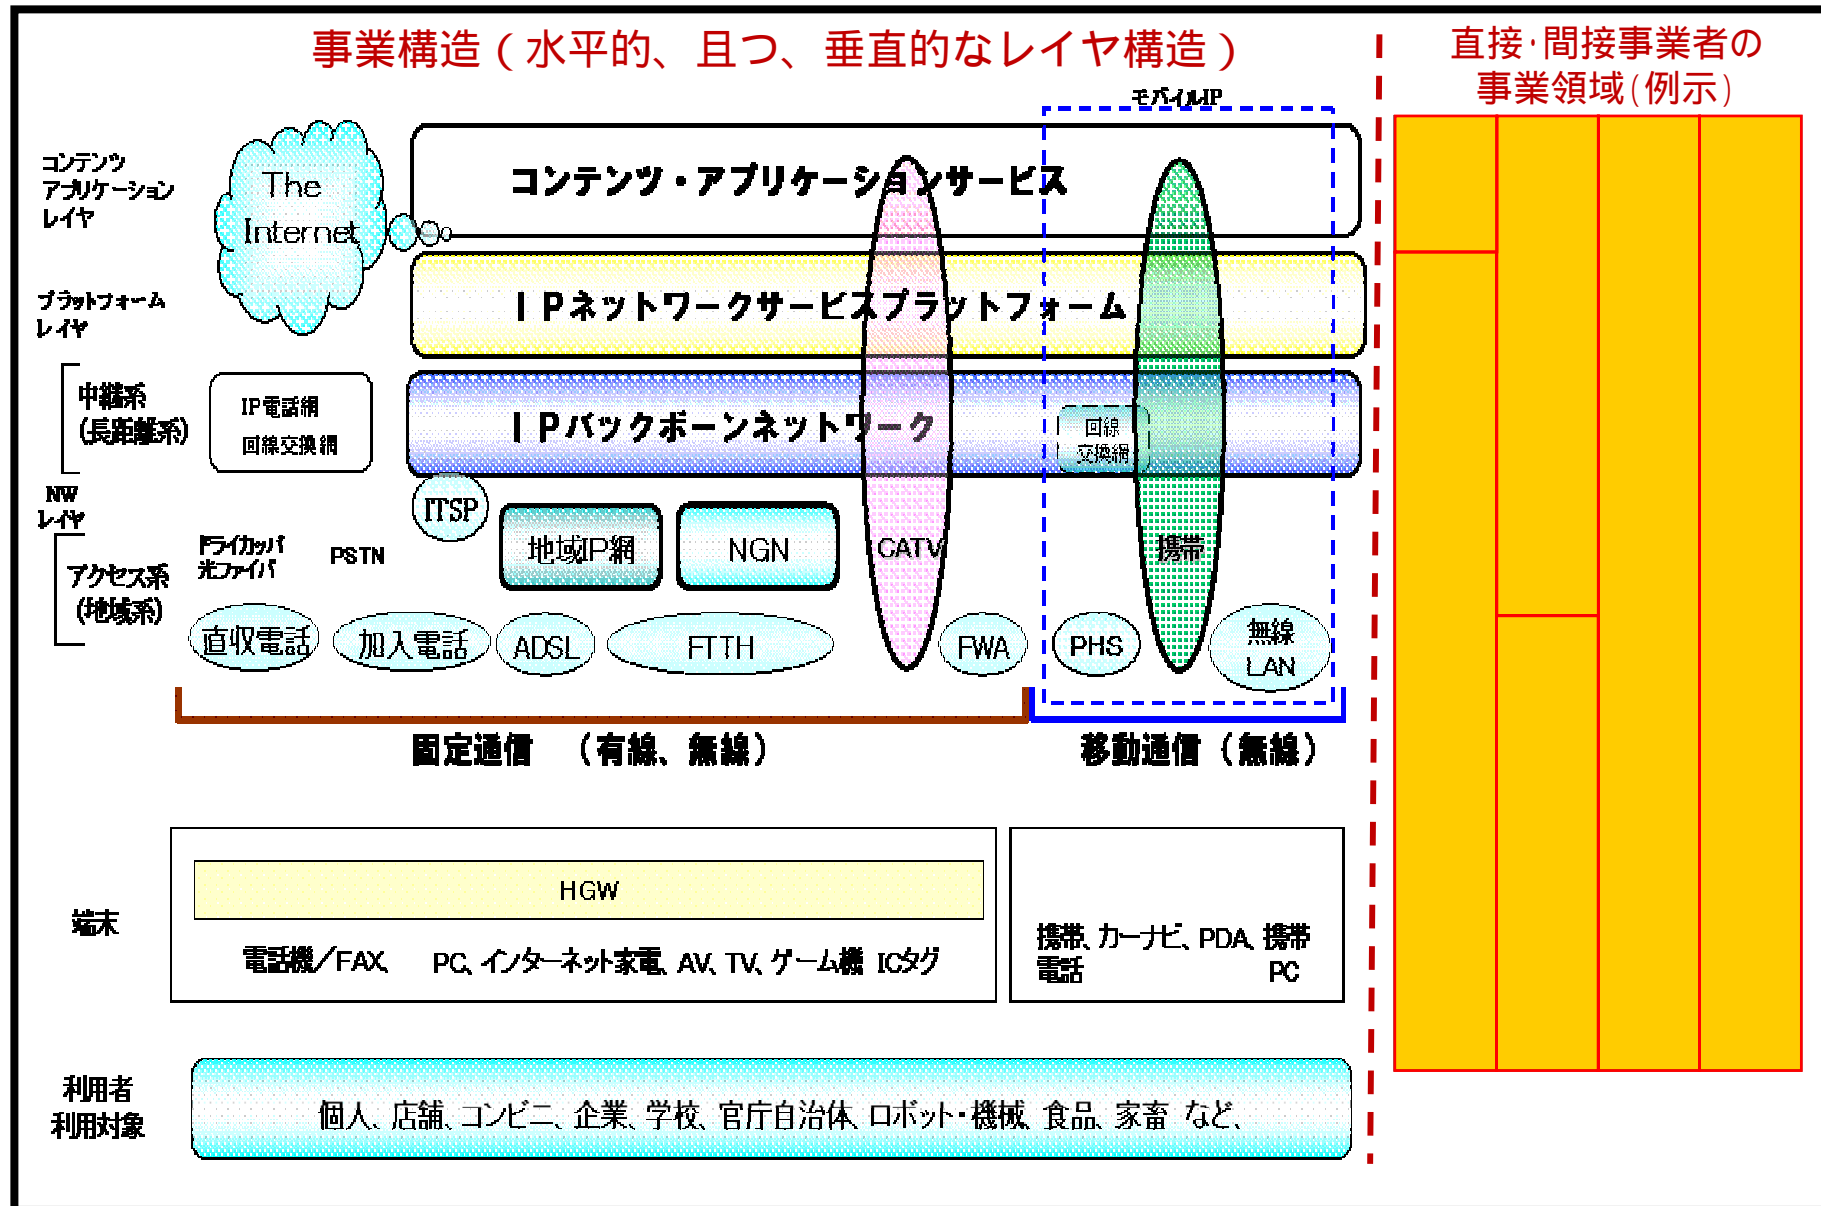 事業構造（水平的、且つ、垂直的なレイヤ構造）
直接･間接事業者の
事業領域(例示)
モバイルIP
コンテンツ
アプリケーション
レイヤ
The
Internet
コンテンツ・アプリケーションサービス
プラットフォーム
レイヤ
ＩＰネットワークサービスプラットフォーム
中継系
(長距離系)
IP電話網
回線交換網
ＩＰバックボーンネットワーク
回線
交換網
NW
レイヤ
ITSP
アクセス系
(地域系)
ドライカッパ
光ファイバ
PSTN
地域IP網
NGN
CATV
携帯
直収電話
加入電話
ADSL
FTTH
FWA
PHS
無線
LAN
固定通信　（有線、無線）
移動通信（無線）
端末
HGW
電話機／FAX、　PC、インターネット家電、AV、TV、ゲーム機 ICタグ
携帯、カーナビ、PDA、携帯
電話　PC
利用者
利用対象
個人、店舗、コンビニ、企業、学校、官庁自治体、ロボット・機械、食品、家畜 など、